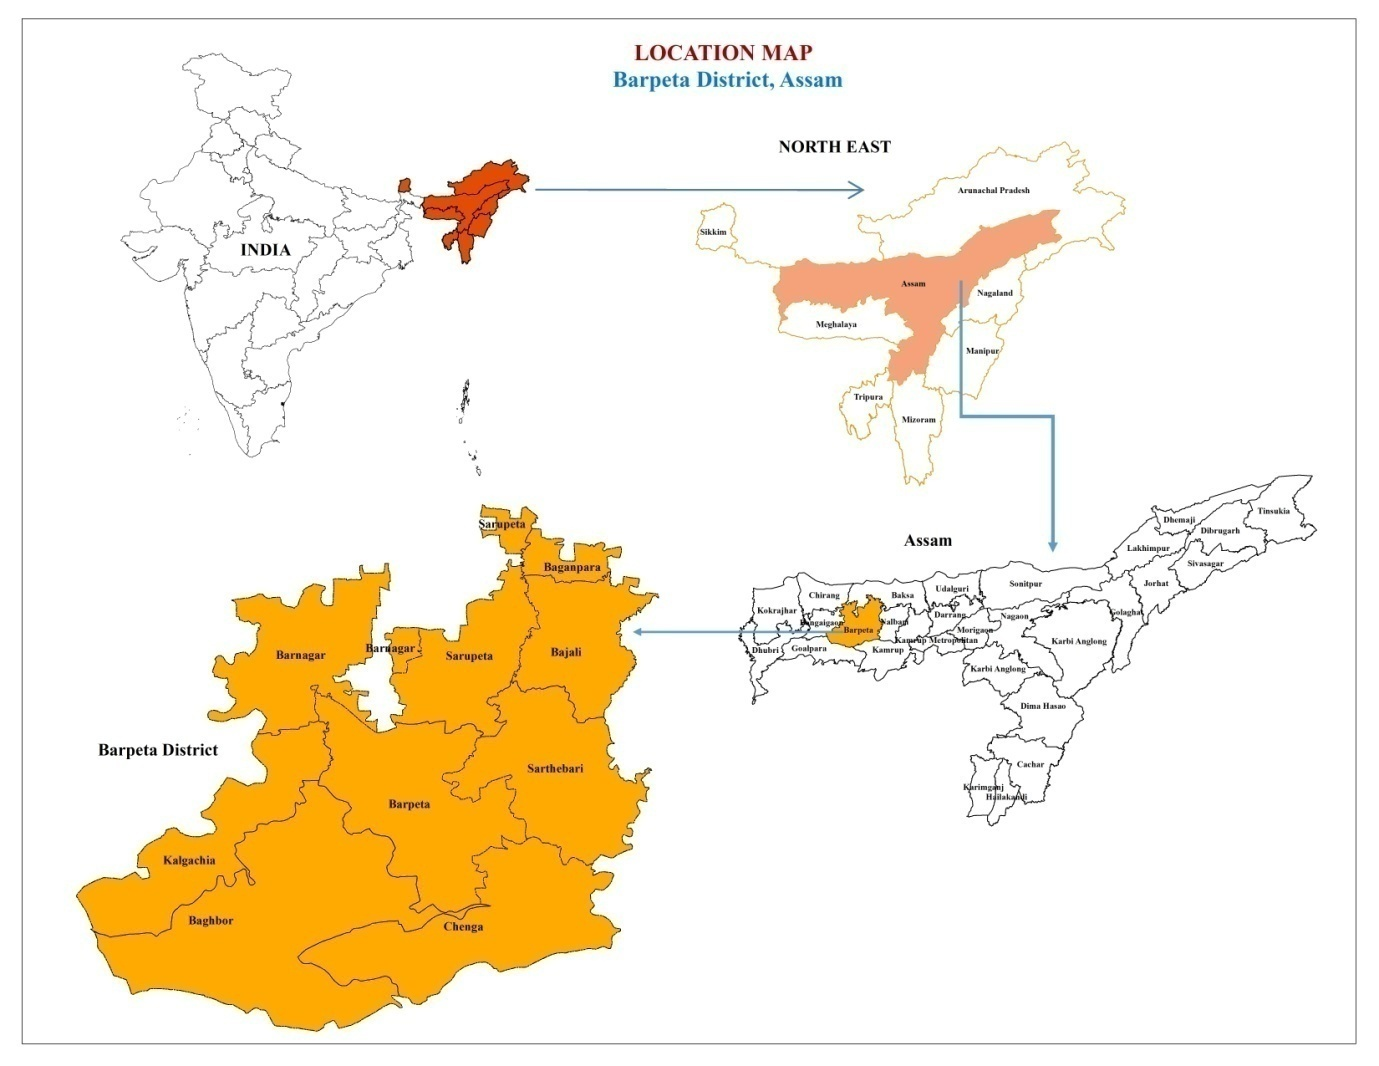 LOCATION MAP
Barpeta District, Assam
NORTH EAST
Arunachal Pradesh
Sikkim
INDIA
Assam
Nagaland
Meghalaya
Manipur
Tripura
Mizoram
Assam
Tinsukia
Dhemaji
Dibrugarh
Lakhimpur
Sivasagar
Jorhat
Sonitpur
Udalguri
Baksa
Chirang
Kokrajhar
Golaghat
Nagaon
Darrang
Nalbari
Bongaigaon
Barpeta
Morigaon
Kamrup Metropolitan
Karbi Anglong
Dhubri
Goalpara
Kamrup
Karbi Anglong
Dima Hasao
Cachar
Karimganj
Hailakandi
Sarupeta
Baganpara
Barnagar
Barnagar
Sarupeta
Bajali
Barpeta District
Sarthebari
Barpeta
Kalgachia
Baghbor
Chenga